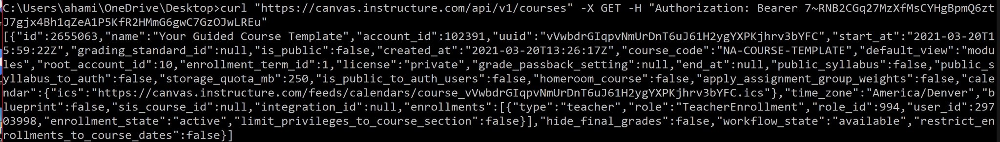 C:\Users\ahami\OneDrive\Desktop>curl "https://canvas.instructure.com/api/v1/courses" -X GET -H "Authorization: Bearer 7~RNB2CGq27MzXfMsCYHgBpmQ6zt
J7gjx4Bh1qZeA1P5KfR2HMmG6gwC7GzOJwLREu"
[{"id":2655063,"name":"Your Guided Course Template","account_id":102391,"uuid":"vVwbdrGIqpvNmUrDnT6uJ61H2ygYXPKjhrv3bYFC","start_at":"2021-03-20T1
5:59:22Z","grading_standard_id":null,"is_public":false,"created_at":"2021-03-20T13:26:17Z","course_code":"NA-COURSE-TEMPLATE","default_view":"modu
les","root_account_id":10,"enrollment_term_id":1,"license":"private","grade_passback_setting":null,"end_at":null,"public_syllabus":false,"public_s
yllabus_to_auth":false,"storage_quota_mb":250,"is_public_to_auth_users":false,"homeroom_course":false,"apply_assignment_group_weights":false,"cale
ndar":{"ics":"https://canvas.instructure.com/feeds/calendars/course_vVwbdrGIqpvNmUrDnT6uJ61H2ygYXPKjhrv3bYFC.ics"},"time_zone":"America/Denver","b
lueprint":false,"sis_course_id":null,"integration_id":null,"enrollments":[{"type":"teacher","role":"TeacherEnrollment","role_id":994,"user_id":297
03998,"enrollment_state":"active","limit_privileges_to_course_section":false}],"hide_final_grades":false,"workflow_state":"available","restrict_en
rollments_to_course_dates":false}]